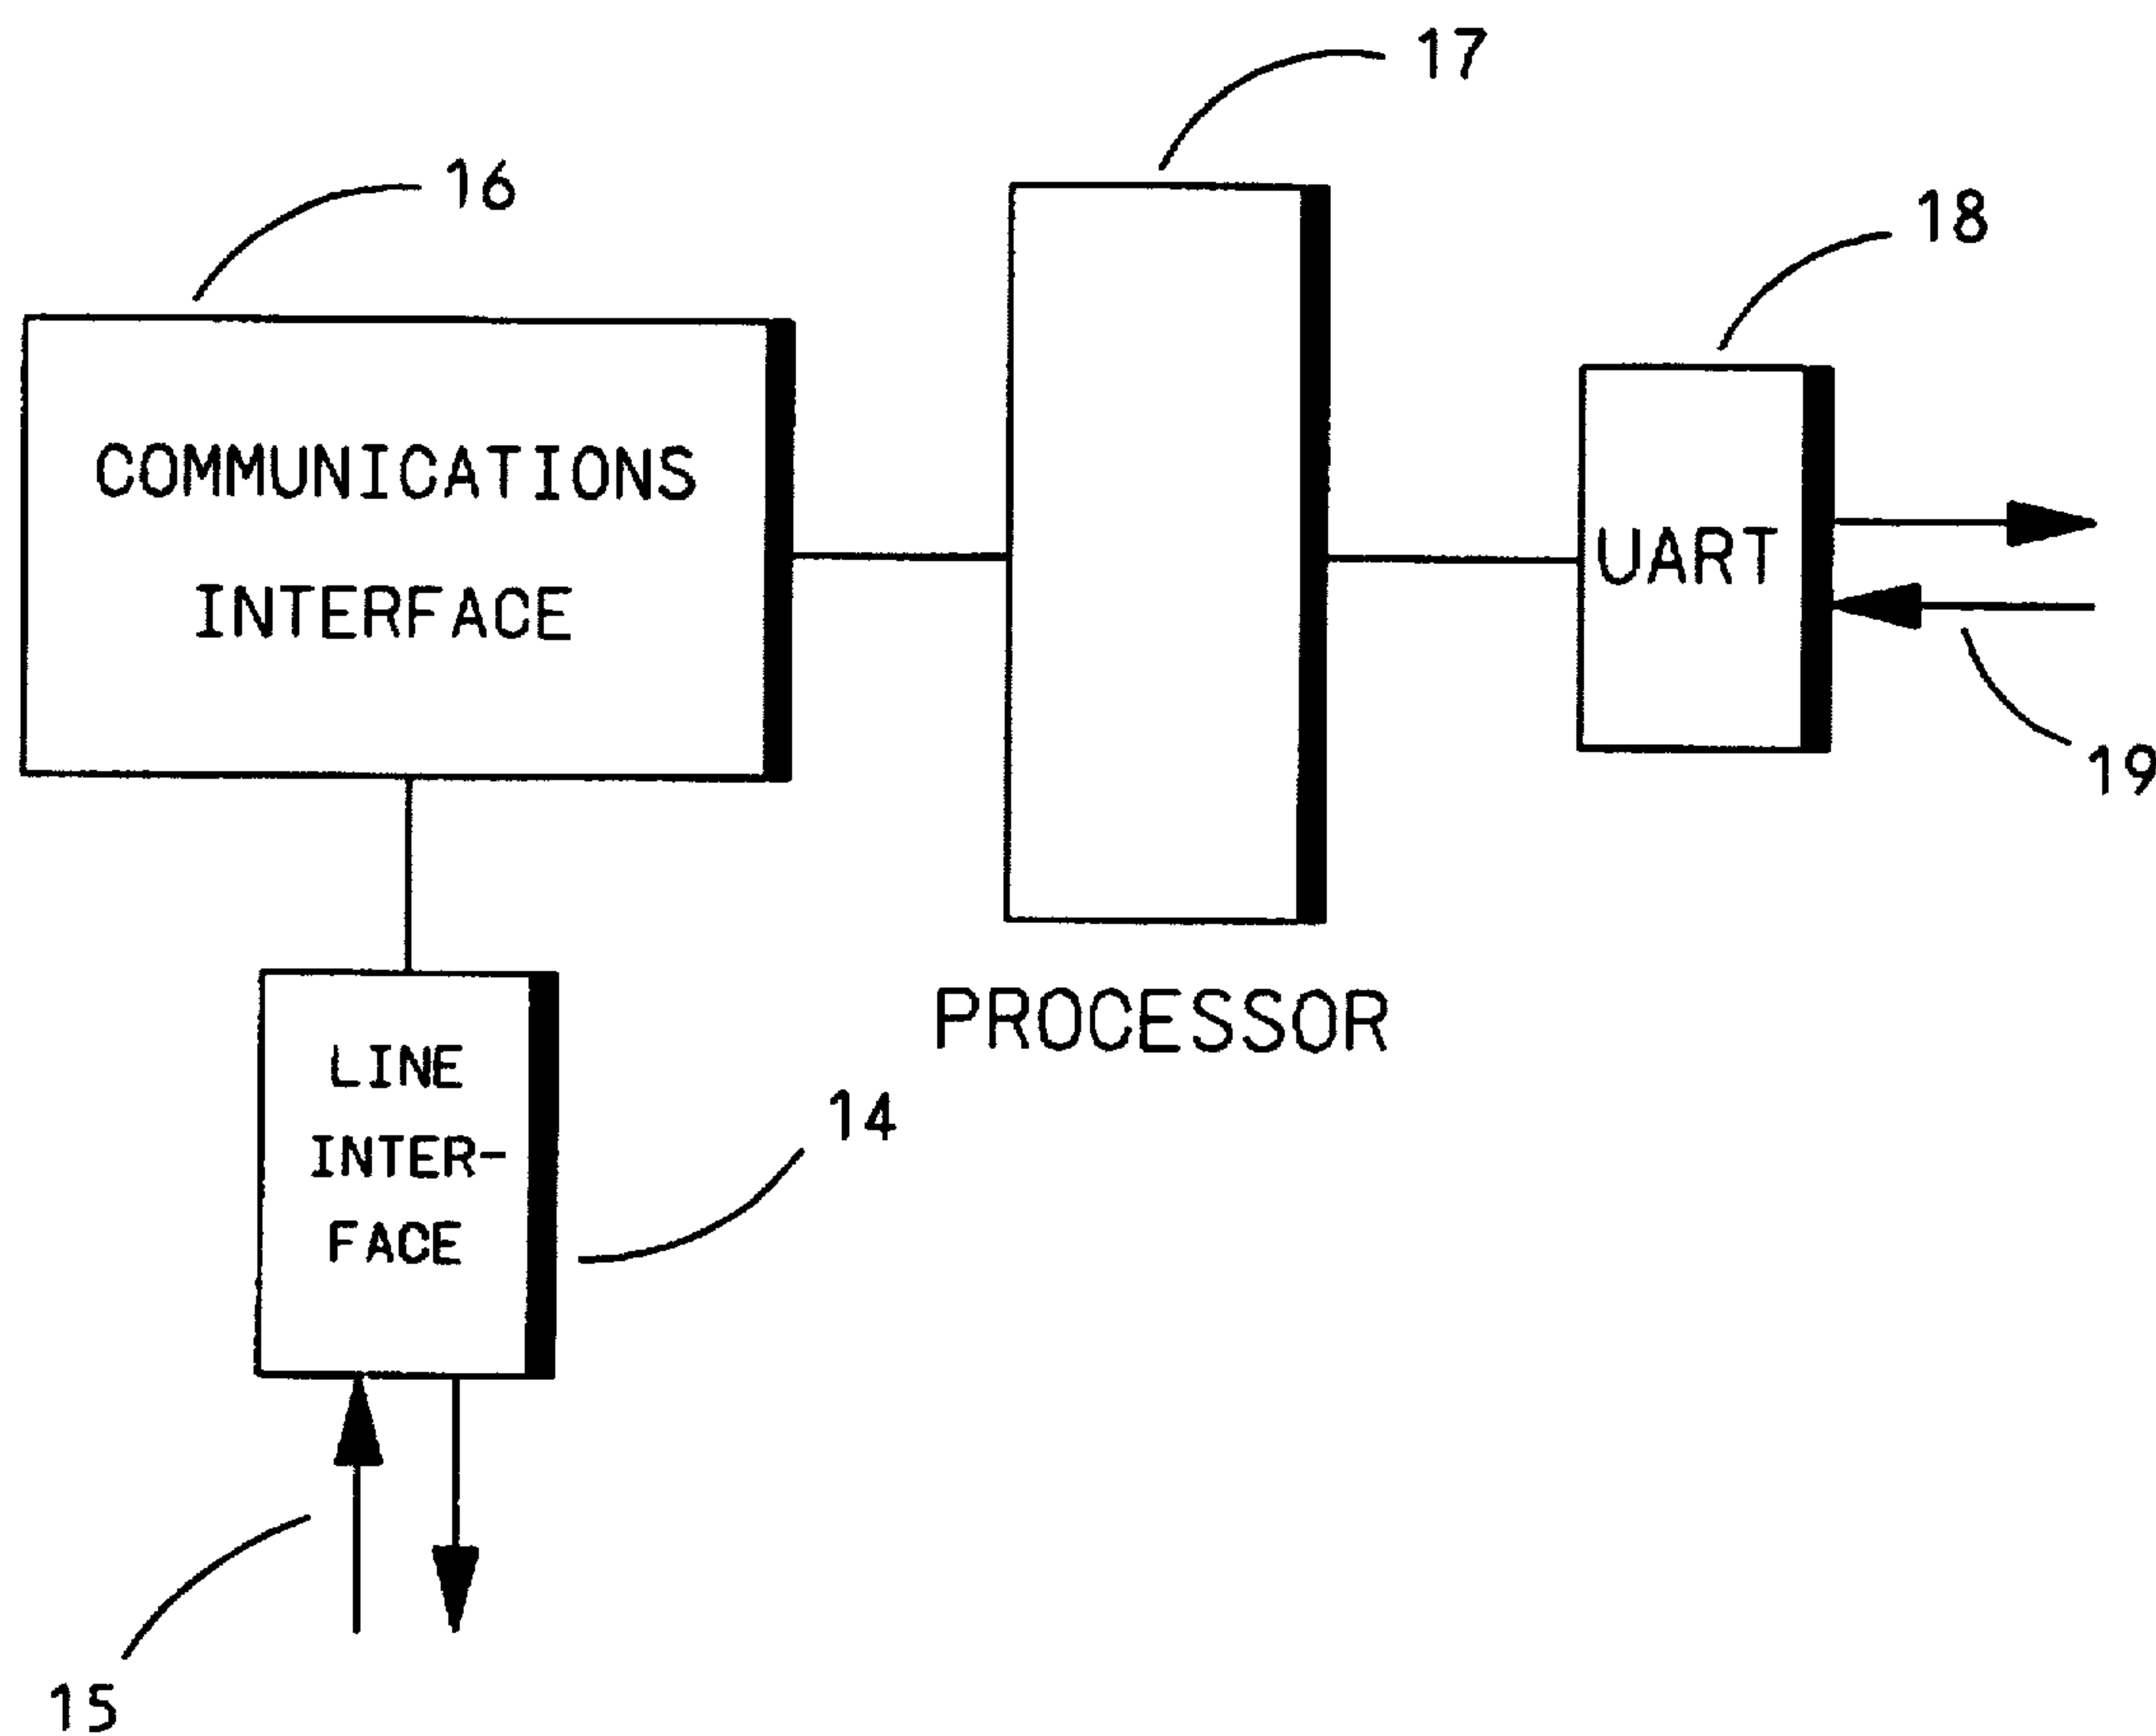 17
16
18
COMMUNICATIONS
INTERFACE
UART
19
PROCESSOR
LINE
INTER-
FACE
14
15